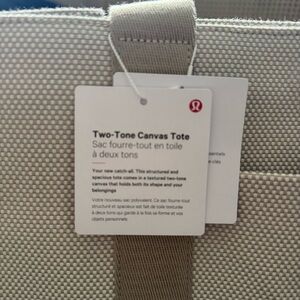 Two-Tone Canvas Tote
Sac fourre-tout en toile
à deux tons
Your new catch-all. This structured and
spacious tote comes in a textured two-tone
canvas that holds both its shape and your
belongings
Votre nouveau sac polyvalent. Ce sac fourre-tout
structuré et spacieux est fait de toile texturée
à deux tons qui garde à la fois sa forme et vos
objets personnels.